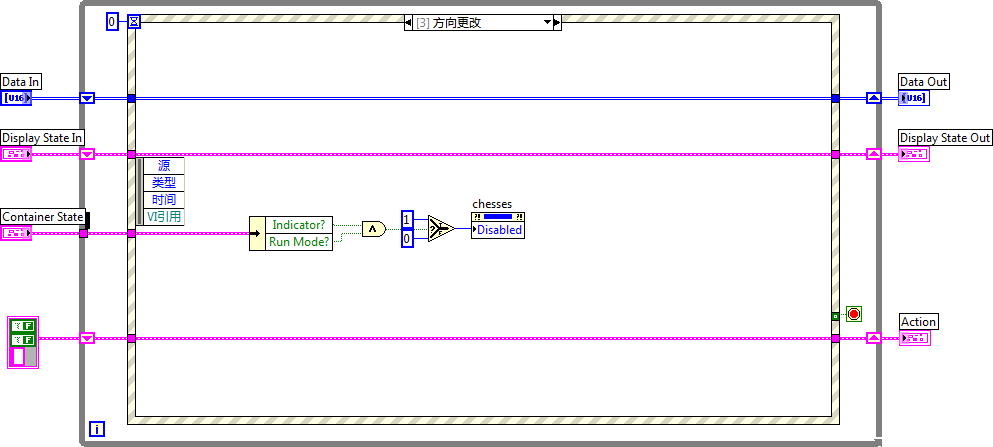 0
[3] 方向更改
Data In
[U16]
Data Out
[U16]
Display State In
Display State Out
源
类型
时间
VI引用
Container State
Indicator?
Run Mode?
∧
1
0
?
F
chesses
?!
?!
Disabled
Action
? F
? F
i